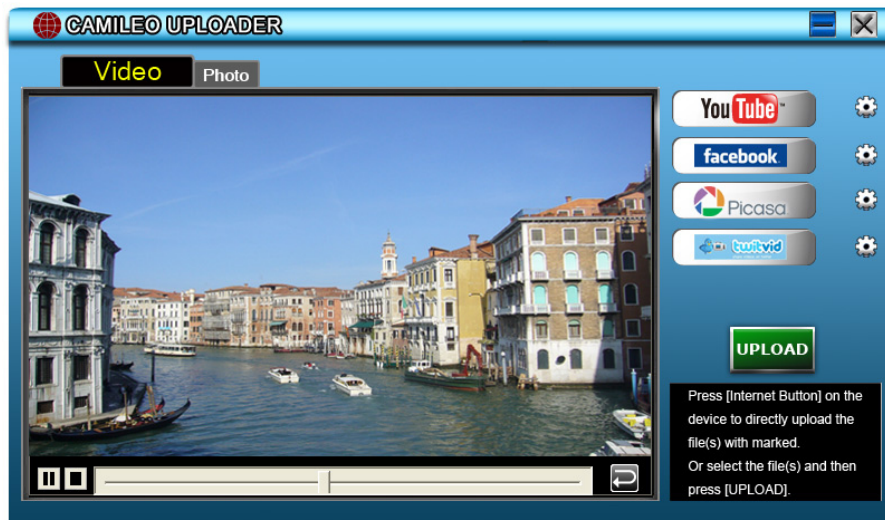 CAMILEO UPLOADER
Video
Photo
YouTube™
facebook.
Picasa
twitvid
UPLOAD
Press [Internet Button] on the
device to directly upload the
file(s) with marked.
Or select the file(s) and then
press [UPLOAD].